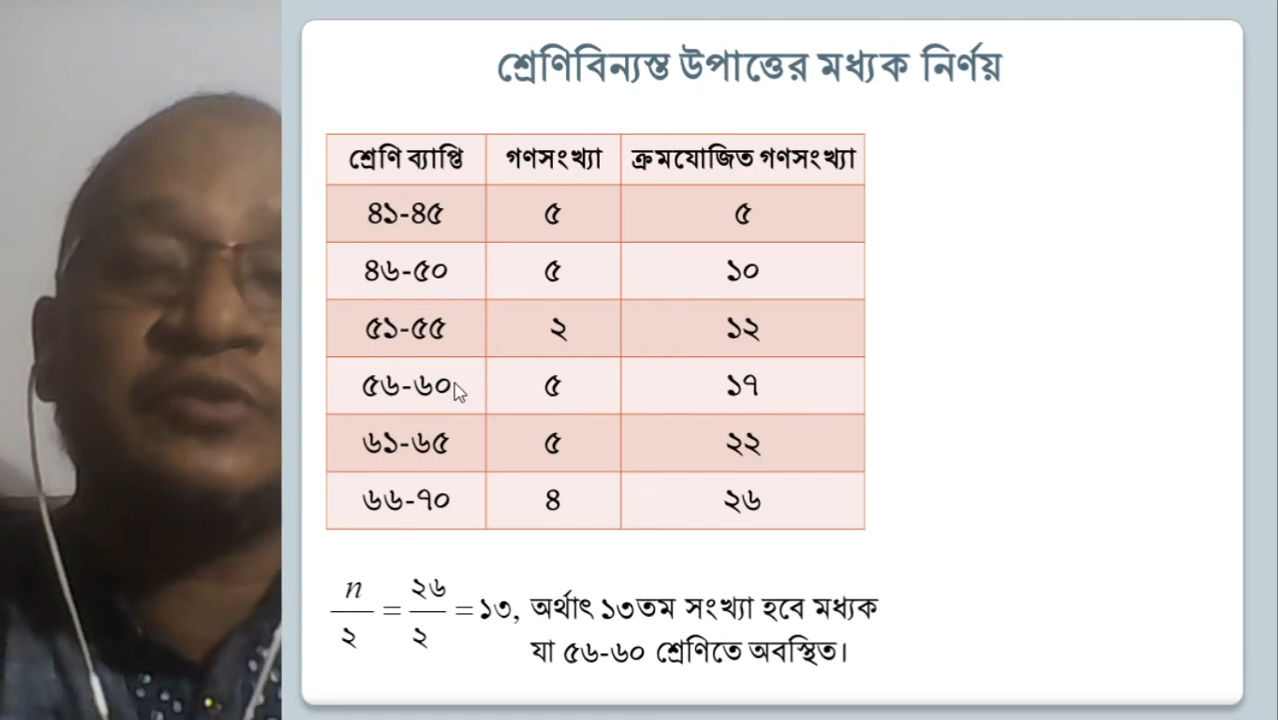 শ্রেণিবিন্যস্ত উপাত্তের মধ্যক নির্ণয়
শ্রেণি ব্যাপ্তি গণসংখ্যা ক্রমযোজিত গণসংখ্যা
৪১-৪৫ ৫ ৫
৪৬-৫০ ৫ ১০
৫১-৫৫ ২ ১২
৫৬-৬০ ৫ ১৭
৬১-৬৫ ৫ ২২
৬৬-৭০ ৪ ২৬
n/২ = ২৬/২ = ১৩, অর্থাৎ ১৩তম সংখ্যা হবে মধ্যক
যা ৫৬-৬০ শ্রেণিতে অবস্থিত।